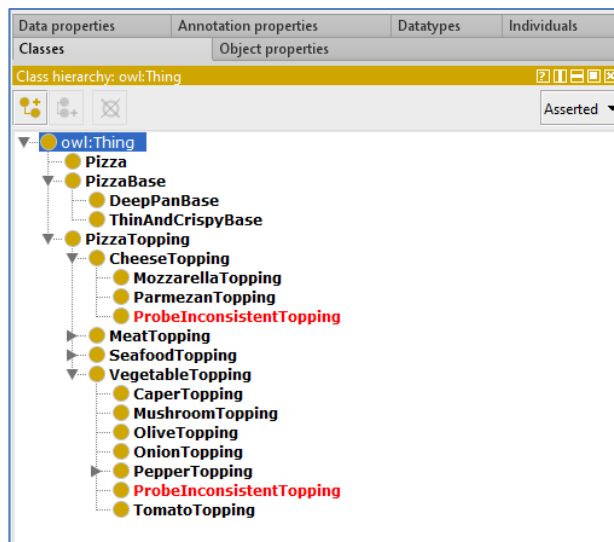 Data properties Annotation properties Datatypes Individuals
Classes Object properties
Class hierarchy: owl:Thing
Asserted
owl:Thing
Pizza
PizzaBase
DeepPanBase
ThinAndCrispyBase
PizzaTopping
CheeseTopping
MozzarellaTopping
ParmezanTopping
ProbeInconsistentTopping
MeatTopping
SeafoodTopping
VegetableTopping
CaperTopping
MushroomTopping
OliveTopping
OnionTopping
PepperTopping
ProbeInconsistentTopping
TomatoTopping